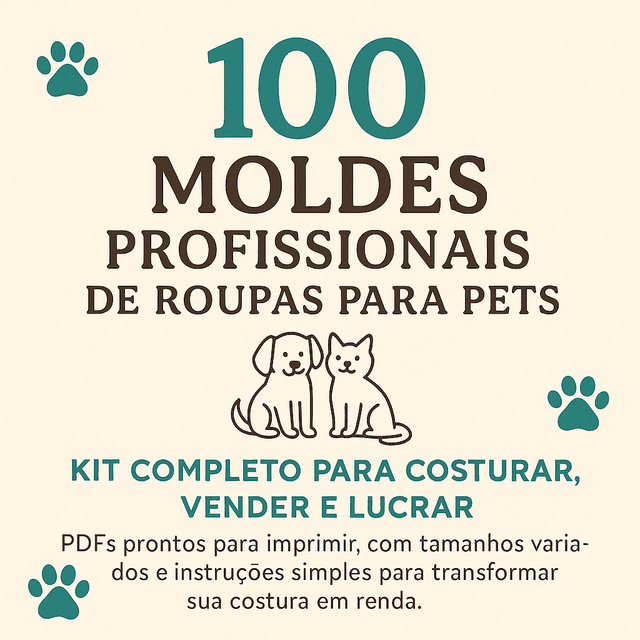 100
MOLDES
PROFISSIONAIS
DE ROUPAS PARA PETS
KIT COMPLETO PARA COSTURAR,
VENDER E LUCRAR
PDFs prontos para imprimir, com tamanhos varia-
dos e instruções simples para transformar
sua costura em renda.